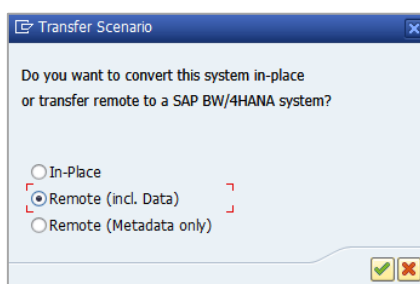 Transfer Scenario
Do you want to convert this system in-place
or transfer remote to a SAP BW/4HANA system?
In-Place
Remote (incl. Data)
Remote (Metadata only)